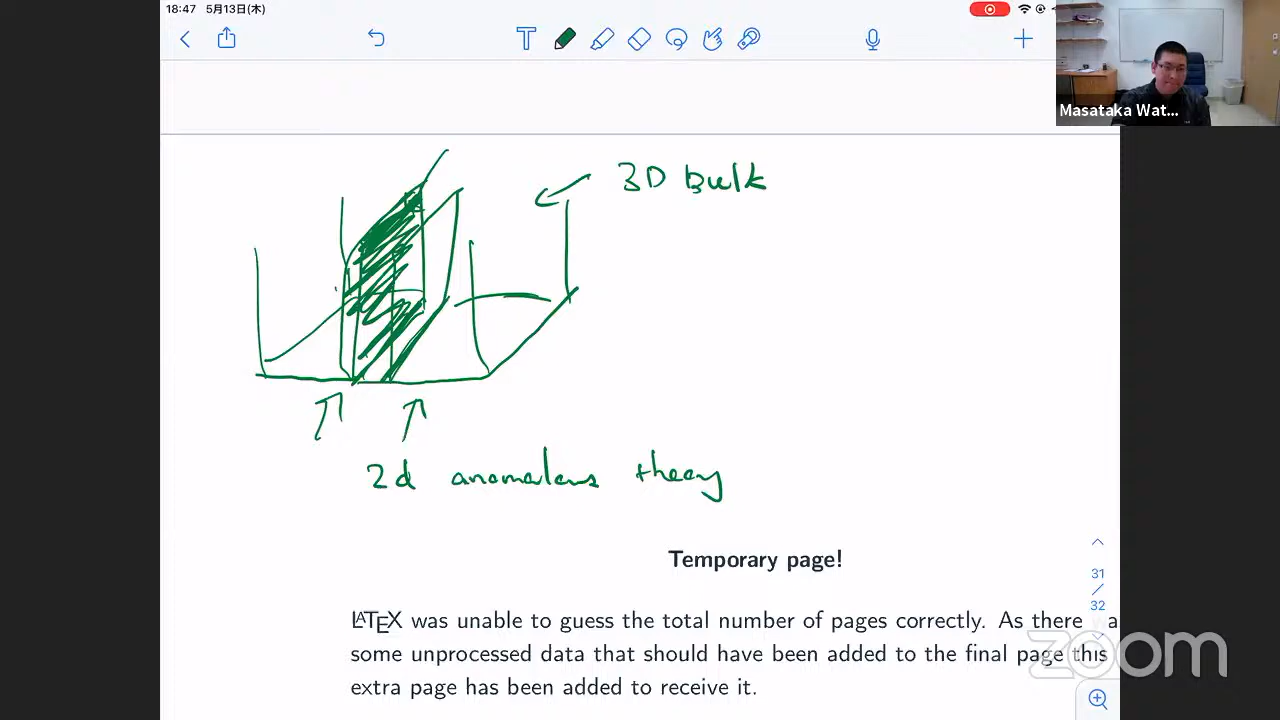 18:47 5月13日(木)
Masataka Wat...
3D bulk
2d anomalous theory
Temporary page!
31
/
32
LATEX was unable to guess the total number of pages correctly. As there
some unprocessed data that should have been added to the final page this
extra page has been added to receive it.
zoom